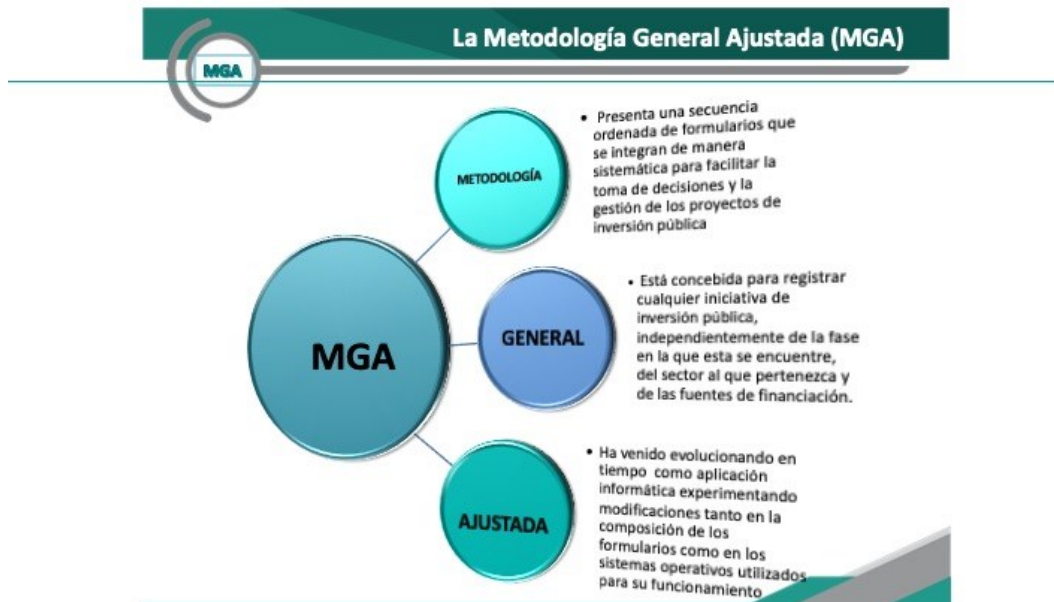 La Metodología General Ajustada (MGA)
MGA
METODOLOGÍA
• Presenta una secuencia
ordenada de formularios que
se integran de manera
sistemática para facilitar la
toma de decisiones y la
gestión de los proyectos de
inversión pública
MGA
GENERAL
• Está concebida para registrar
cualquier iniciativa de
inversión pública,
independientemente de la fase
en la que esta se encuentre,
del sector al que pertenezca y
de las fuentes de financiación.
AJUSTADA
• Ha venido evolucionando en
tiempo como aplicación
informática experimentando
modificaciones tanto en la
composición de los
formularios como en los
sistemas operativos utilizados
para su funcionamiento